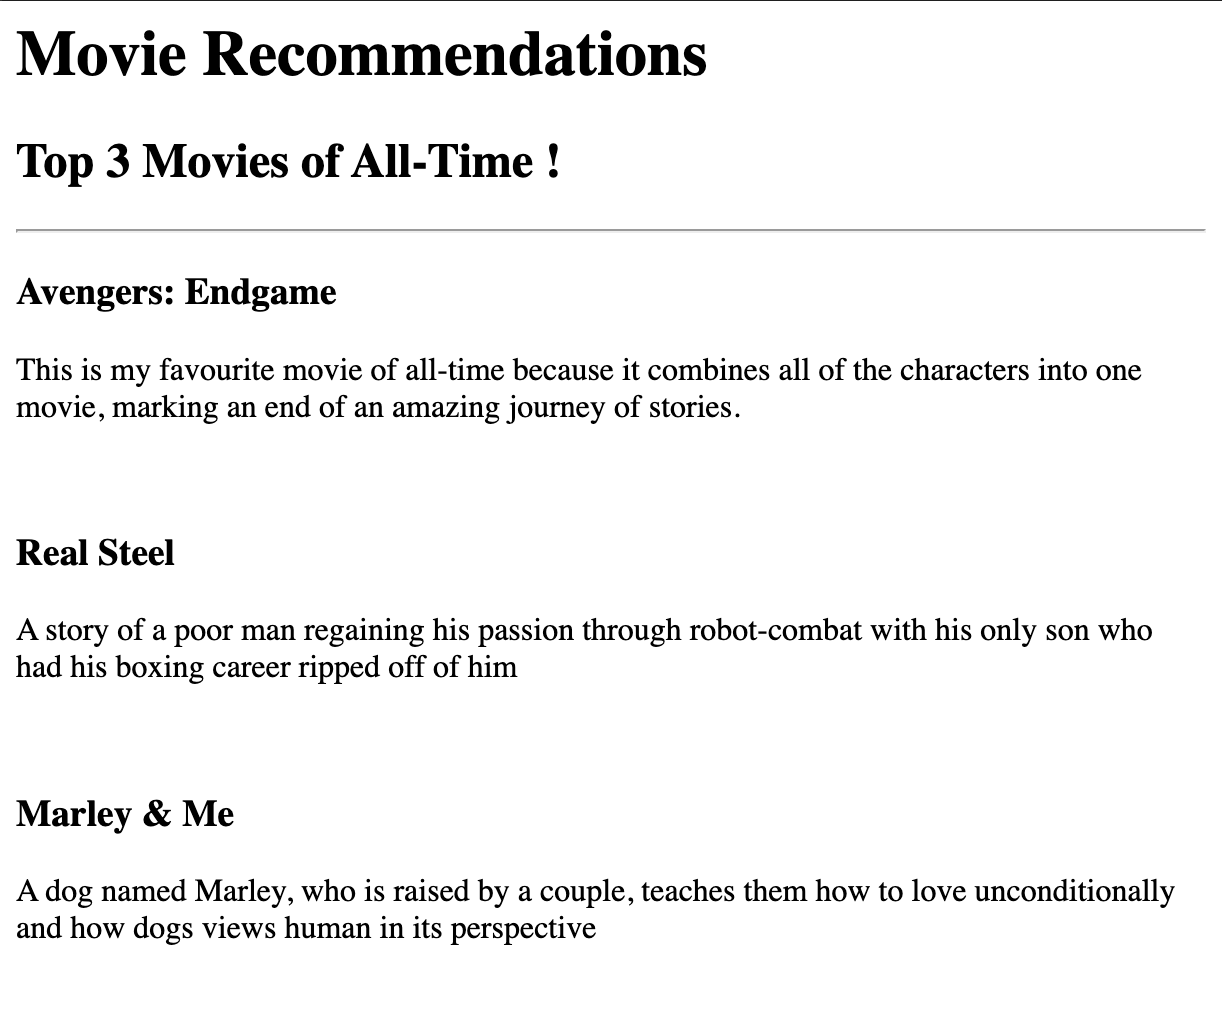 Movie Recommendations
Top 3 Movies of All-Time !
Avengers: Endgame
This is my favourite movie of all-time because it combines all of the characters into one
movie, marking an end of an amazing journey of stories.
Real Steel
A story of a poor man regaining his passion through robot-combat with his only son who
had his boxing career ripped off of him
Marley & Me
A dog named Marley, who is raised by a couple, teaches them how to love unconditionally
and how dogs views human in its perspective